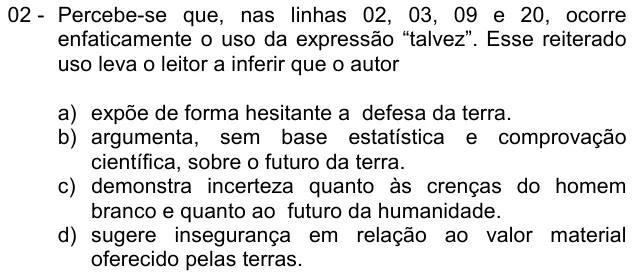 02 - Percebe-se que, nas linhas 02, 03, 09 e 20, ocorre
enfaticamente o uso da expressão “talvez”. Esse reiterado
uso leva o leitor a inferir que o autor
a) expõe de forma hesitante a defesa da terra.
b) argumenta, sem base estatística e comprovação
científica, sobre o futuro da terra.
c) demonstra incerteza quanto às crenças do homem
branco e quanto ao futuro da humanidade.
d) sugere insegurança em relação ao valor material
oferecido pelas terras.